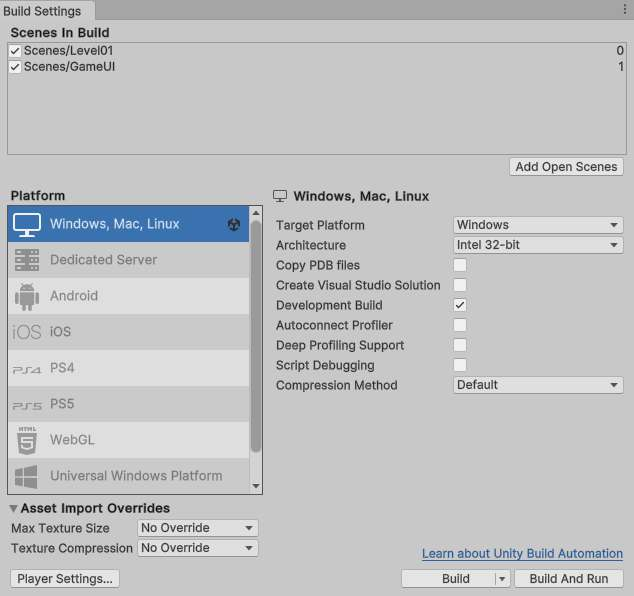 Build Settings
Scenes In Build
Scenes/Level01 0
Scenes/GameUI 1
Add Open Scenes
Platform
Windows, Mac, Linux
Dedicated Server
Android
iOS iOS
PS4 PS4
PS5 PS5
HTML 5 WebGL
Universal Windows Platform
Windows, Mac, Linux
Target Platform Windows
Architecture Intel 32-bit
Copy PDB files
Create Visual Studio Solution
Development Build
Autoconnect Profiler
Deep Profiling Support
Script Debugging
Compression Method Default
Asset Import Overrides
Max Texture Size No Override
Texture Compression No Override
Learn about Unity Build Automation
Player Settings... Build Build And Run